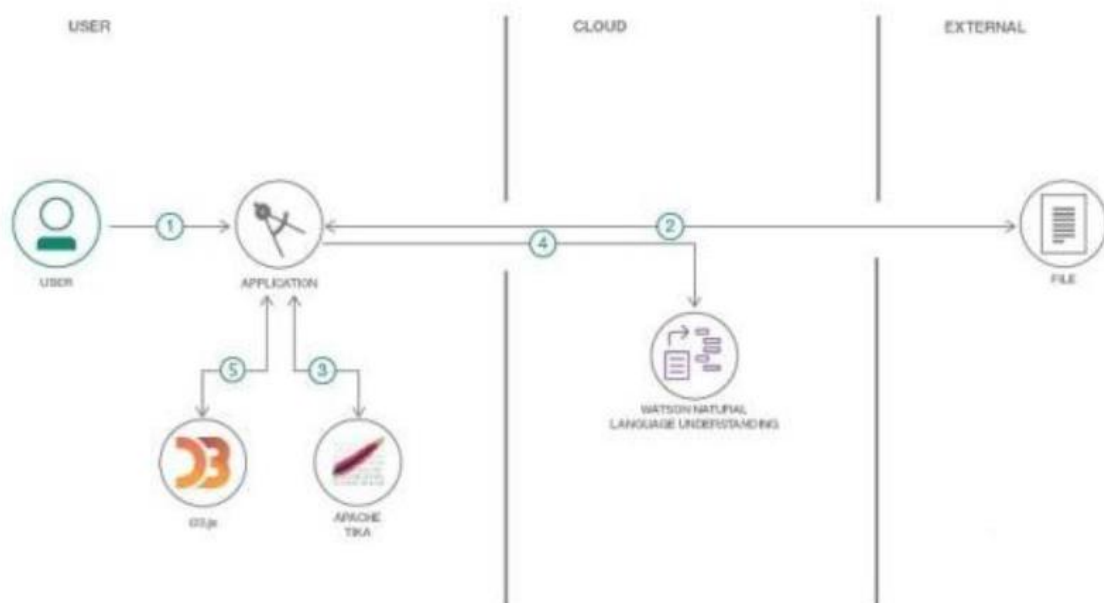 USER
CLOUD
EXTERNAL
1
2
4
USER
APPLICATION
FILE
5
3
WATSON NATURAL
LANGUAGE UNDERSTANDING
D3.js
APACHE
TIKA